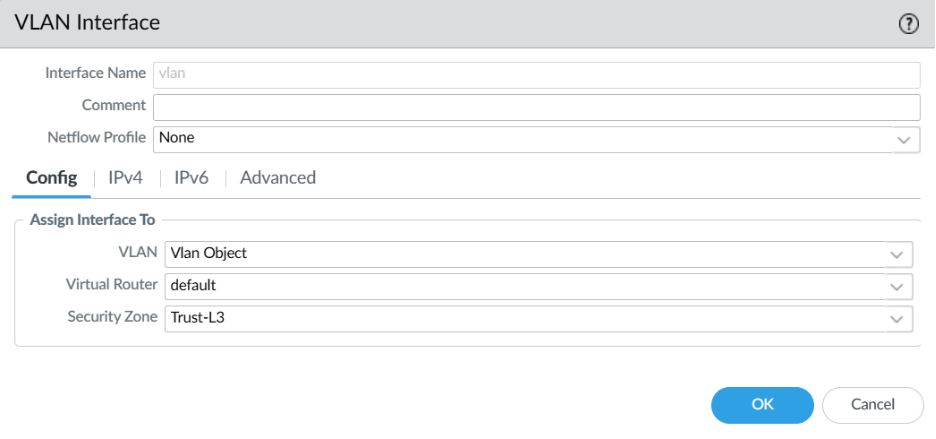 VLAN Interface
?
Interface Name vlan
Comment
Netflow Profile None
Config IPv4 IPv6 Advanced
Assign Interface To
VLAN Vlan Object
Virtual Router default
Security Zone Trust-L3
OK Cancel